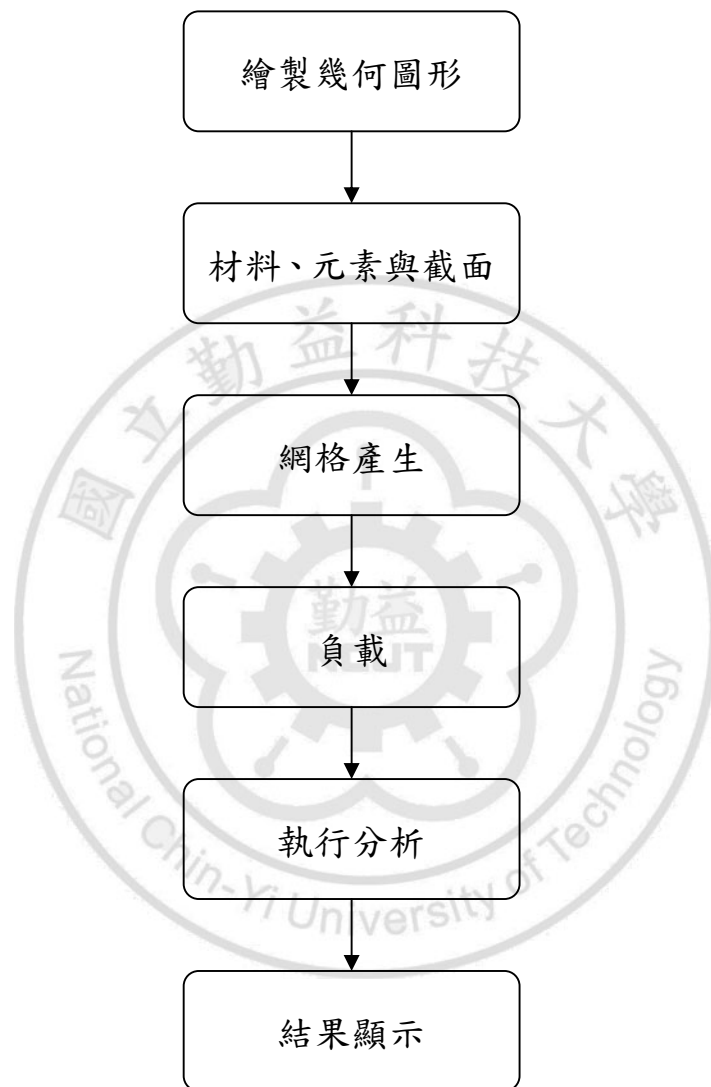 繪製幾何圖形
材料、元素與截面
國立勤益科技大學
網格產生
勤益
NCUT
負載
執行分析
National Chin-Yi University of Technology
結果顯示